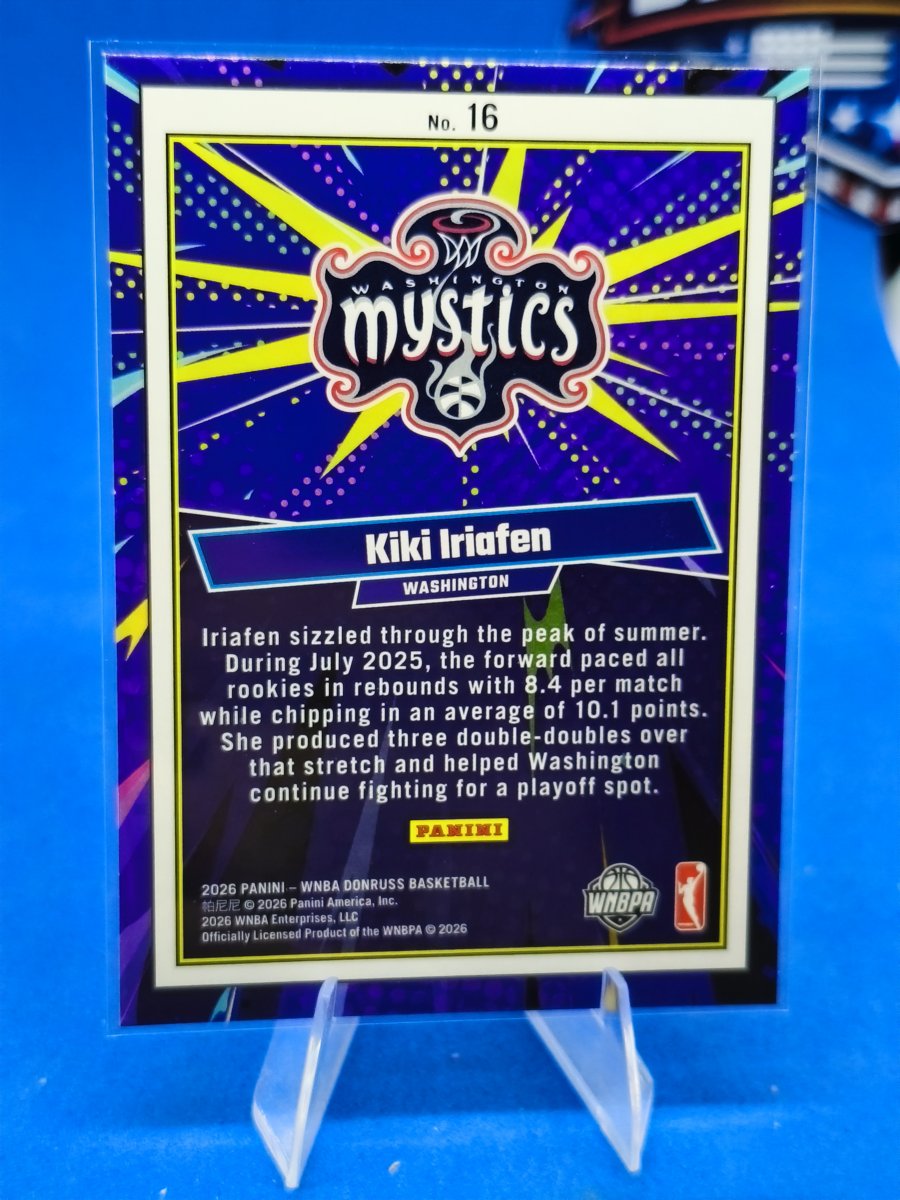 No. 16
WASHINGTON
mystics
Kiki Iriafen
WASHINGTON
Iriafen sizzled through the peak of summer.
During July 2025, the forward paced all
rookies in rebounds with 8.4 per match
while chipping in an average of 10.1 points.
She produced three double-doubles over
that stretch and helped Washington
continue fighting for a playoff spot.
PANINI
2026 PANINI – WNBA DONRUSS BASKETBALL
帕尼尼 © 2026 Panini America, Inc.
2026 WNBA Enterprises, LLC
Officially Licensed Product of the WNBPA © 2026
WNBPA